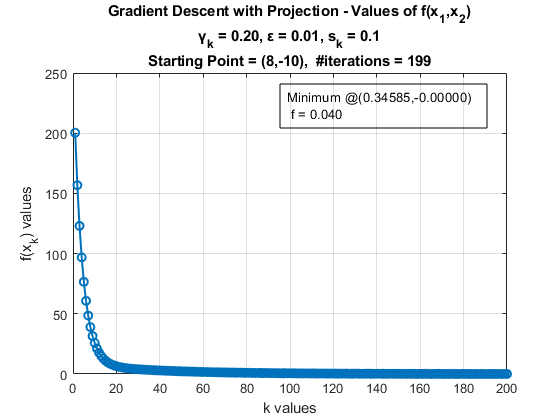 Gradient Descent with Projection - Values of f(x1,x2)
γk = 0.20, ε = 0.01, sk = 0.1
Starting Point = (8,-10), #iterations = 199
250
200
150
100
50
0
f(xk) values
Minimum @(0.34585,-0.00000)
f = 0.040
0 20 40 60 80 100 120 140 160 180 200
k values